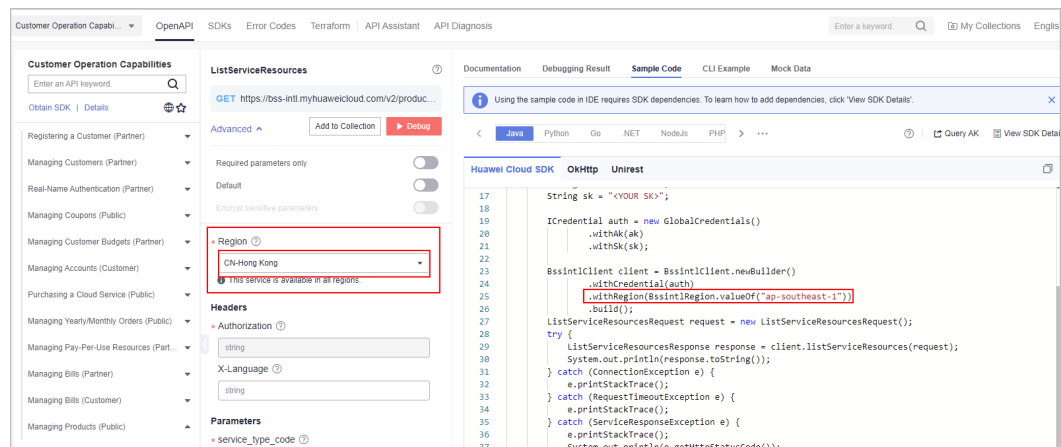 Customer Operation Capabi... OpenAPI SDKs Error Codes Terraform API Assistant API Diagnosis Enter a keyword. My Collections Englis
Customer Operation Capabilities
Enter an API keyword.
Obtain SDK | Details
Registering a Customer (Partner)
Managing Customers (Partner)
Real-Name Authentication (Partner)
Managing Coupons (Public)
Managing Customer Budgets (Partner)
Managing Accounts (Customer)
Purchasing a Cloud Service (Public)
Managing Yearly/Monthly Orders (Public)
Managing Pay-Per-Use Resources (Part...
Managing Bills (Partner)
Managing Bills (Customer)
Managing Products (Public)
ListServiceResources
GET https://bss-intl.myhuaweicloud.com/v2/produc...
Advanced Add to Collection Debug
Required parameters only
Default
Encrypt sensitive parameters
* Region
CN-Hong Kong
This service is available in all regions.
Headers
* Authorization
string
X-Language
string
Parameters
* service_type_code
Documentation Debugging Result Sample Code CLI Example Mock Data
Using the sample code in IDE requires SDK dependencies. To learn how to add dependencies, click 'View SDK Details'.
Java Python Go .NET NodeJs PHP ... Query AK View SDK Detai
Huawei Cloud SDK OkHttp Unirest
17 String sk = "<YOUR SK>";
18
19 ICredential auth = new GlobalCredentials()
20 .withAk(ak)
21 .withSk(sk);
22
23 BssintlClient client = BssintlClient.newBuilder()
24 .withCredential(auth)
25 .withRegion(BssintlRegion.valueOf("ap-southeast-1"))
26 .build();
27 ListServiceResourcesRequest request = new ListServiceResourcesRequest();
28 try {
29 ListServiceResourcesResponse response = client.listServiceResources(request);
30 System.out.println(response.toString());
31 } catch (ConnectionException e) {
32 e.printStackTrace();
33 } catch (RequestTimeoutException e) {
34 e.printStackTrace();
35 } catch (ServiceResponseException e) {
36 e.printStackTrace();
37 System.out.println(e.getHttpStatusCode());